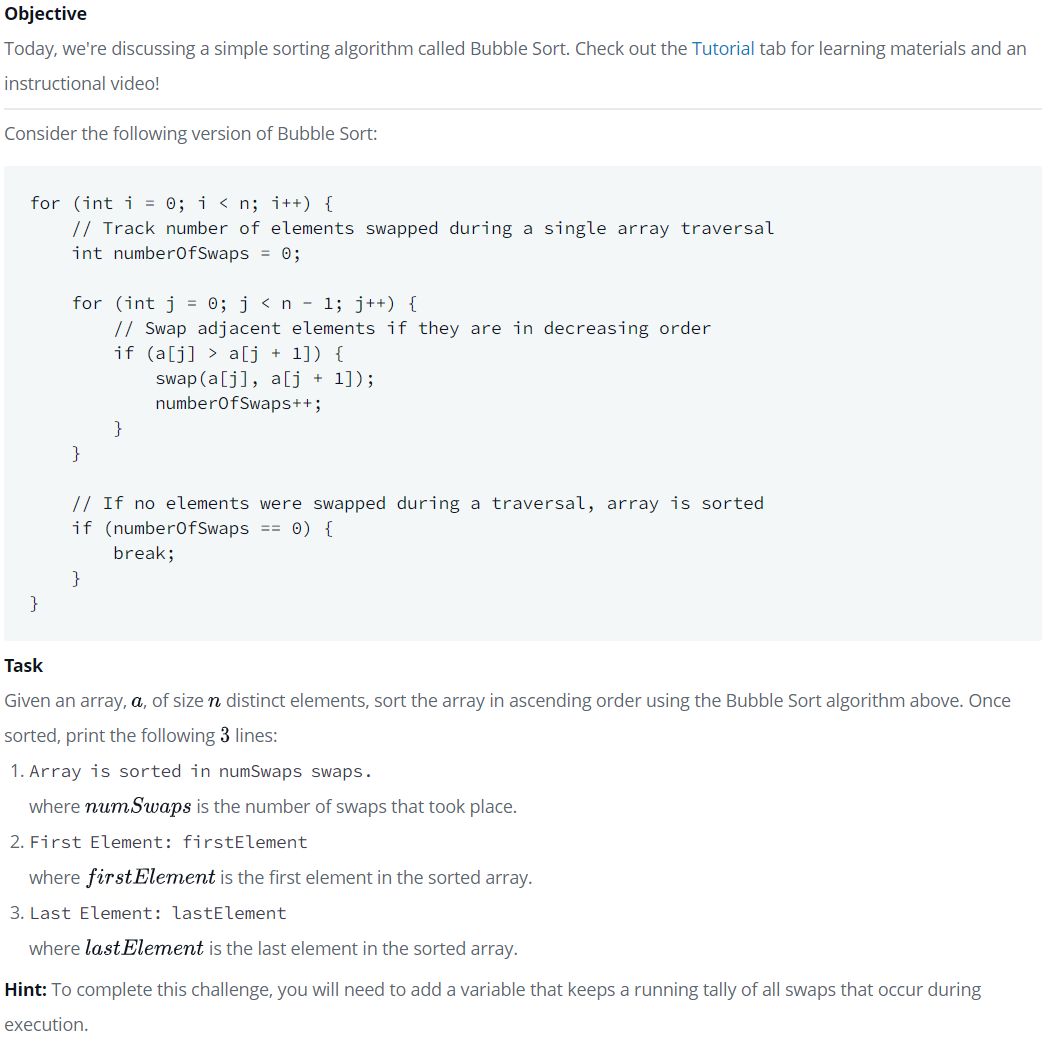 Objective
Today, we're discussing a simple sorting algorithm called Bubble Sort. Check out the Tutorial tab for learning materials and an
instructional video!
Consider the following version of Bubble Sort:
for (int i = 0; i < n; i++) {
    // Track number of elements swapped during a single array traversal
    int numberOfSwaps = 0;

    for (int j = 0; j < n - 1; j++) {
        // Swap adjacent elements if they are in decreasing order
        if (a[j] > a[j + 1]) {
            swap(a[j], a[j + 1]);
            numberOfSwaps++;
        }
    }

    // If no elements were swapped during a traversal, array is sorted
    if (numberOfSwaps == 0) {
        break;
    }
}
Task
Given an array, a, of size n distinct elements, sort the array in ascending order using the Bubble Sort algorithm above. Once
sorted, print the following 3 lines:
1. Array is sorted in numSwaps swaps.
where numSwaps is the number of swaps that took place.
2. First Element: firstElement
where firstElement is the first element in the sorted array.
3. Last Element: lastElement
where lastElement is the last element in the sorted array.
Hint: To complete this challenge, you will need to add a variable that keeps a running tally of all swaps that occur during
execution.